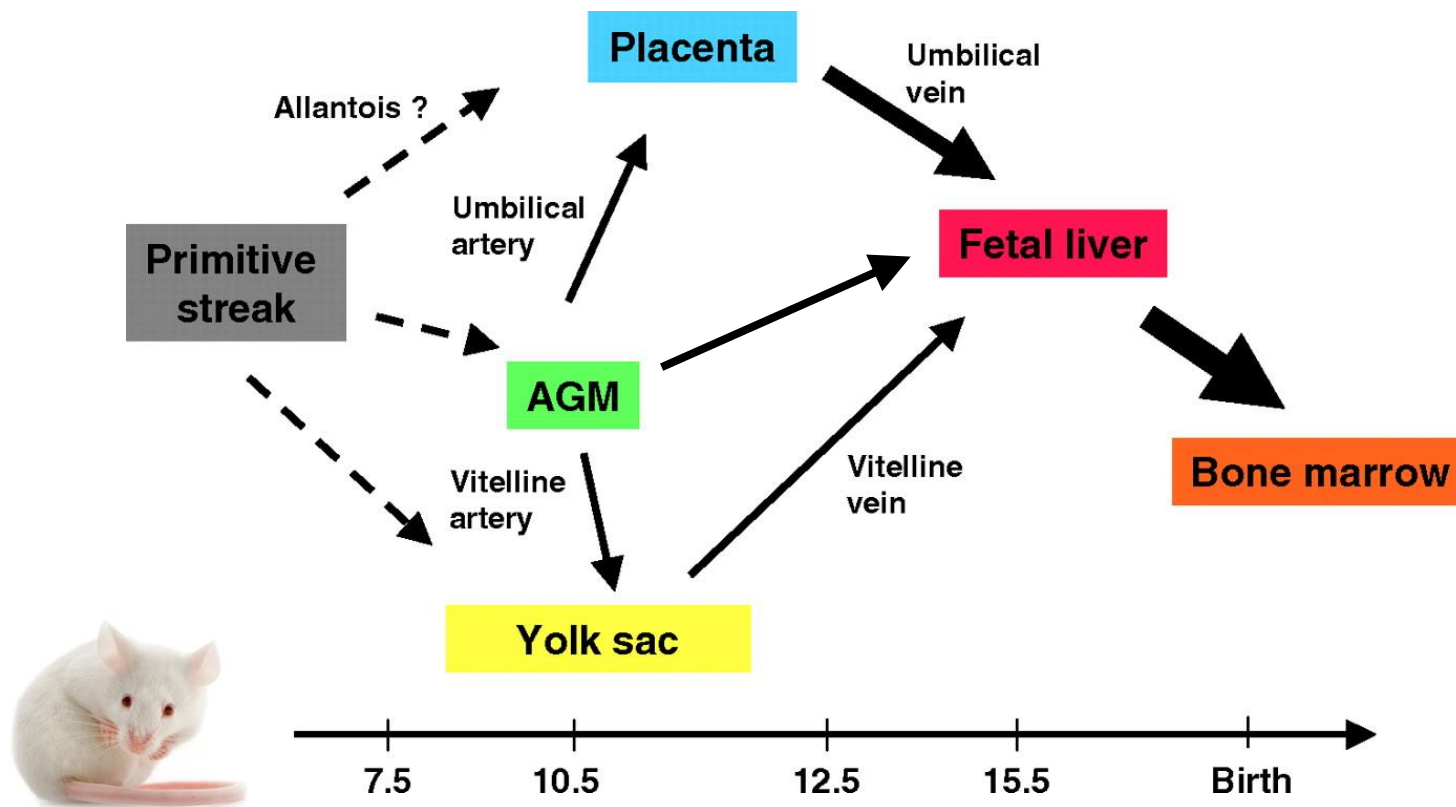 Placenta
Umbilical
vein
Allantois ?
Umbilical
artery
Primitive
streak
Fetal liver
AGM
Vitelline
artery
Vitelline
vein
Bone marrow
Yolk sac
7.5
10.5
12.5
15.5
Birth